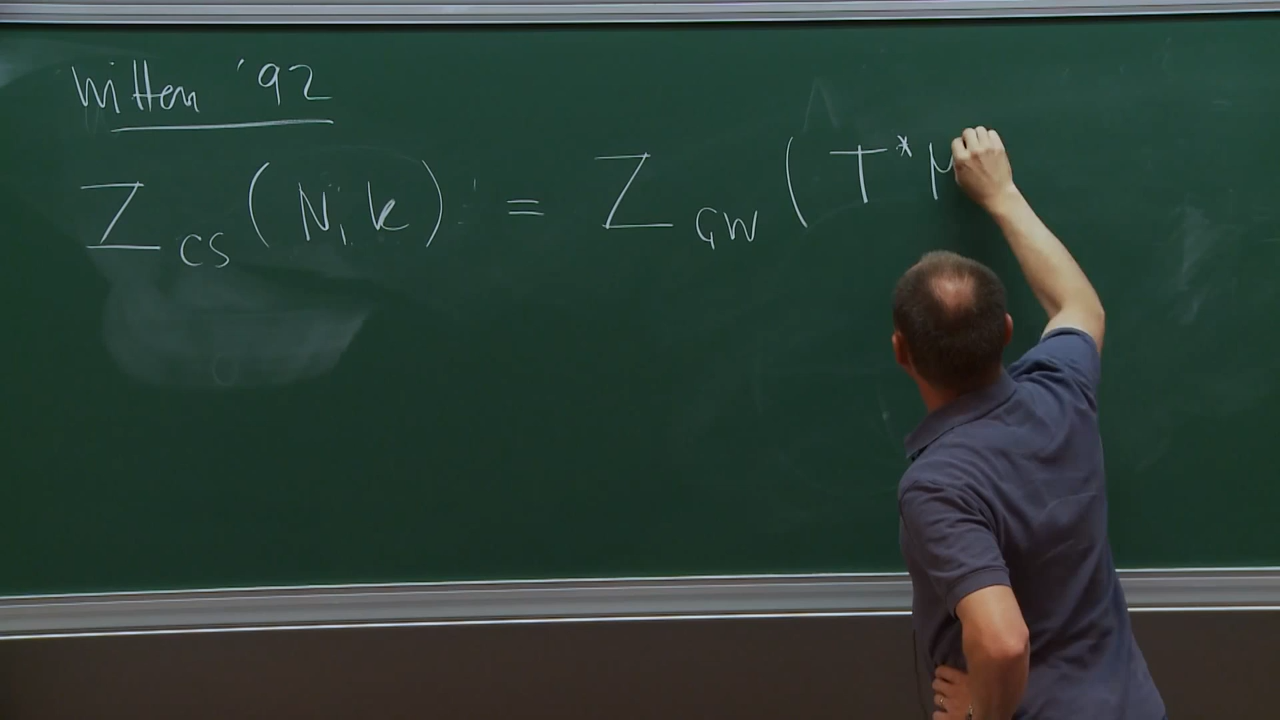 Witten '92
Z_CS (N, k) = Z_GW ( T* M